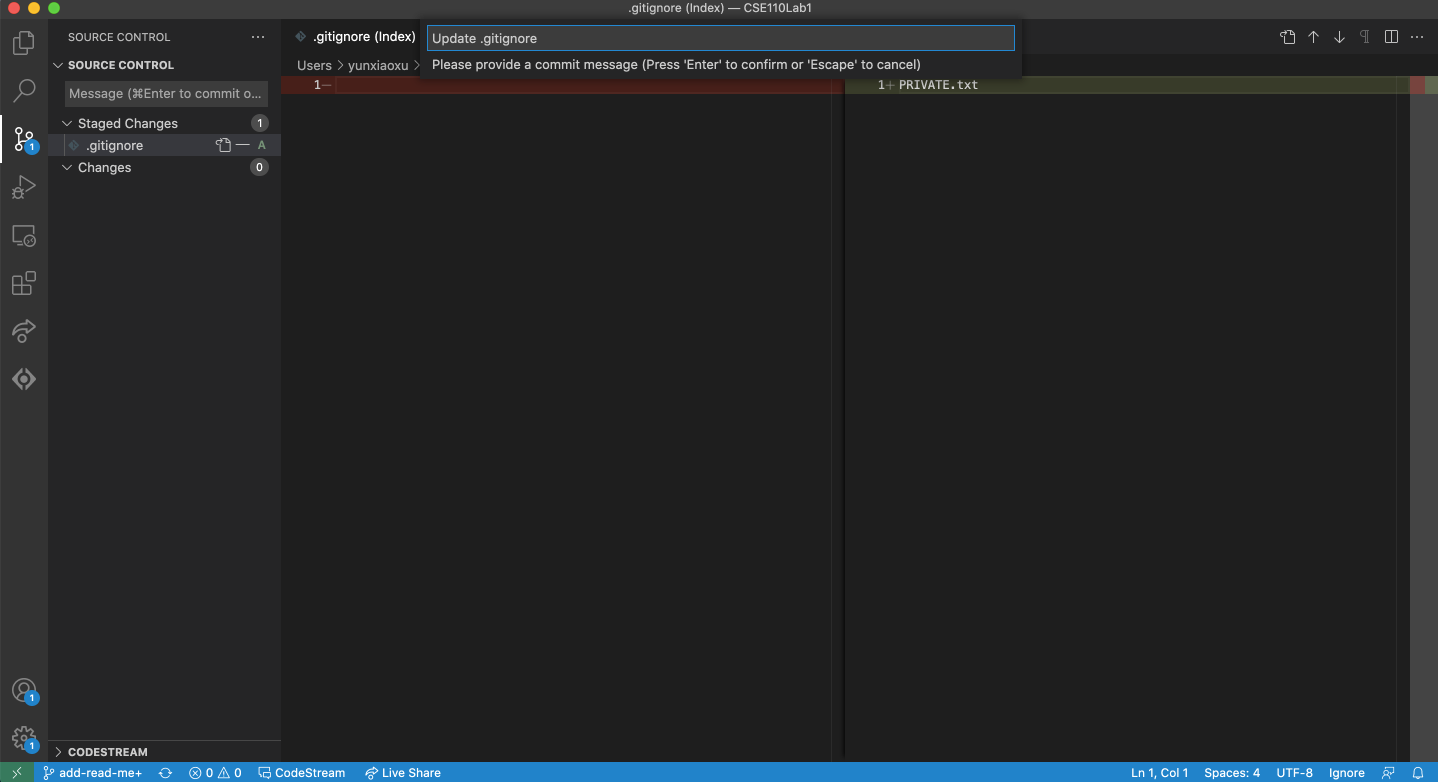 .gitignore (Index) — CSE110Lab1
SOURCE CONTROL
.gitignore (Index)
Update .gitignore
Please provide a commit message (Press 'Enter' to confirm or 'Escape' to cancel)
SOURCE CONTROL
Users > yunxiaoxu >
Message (⌘Enter to commit o...
1—
1+ PRIVATE.txt
Staged Changes 1
.gitignore A
Changes 0
1
1
1
CODESTREAM
add-read-me+ 0 0 CodeStream Live Share Ln 1, Col 1 Spaces: 4 UTF-8 Ignore